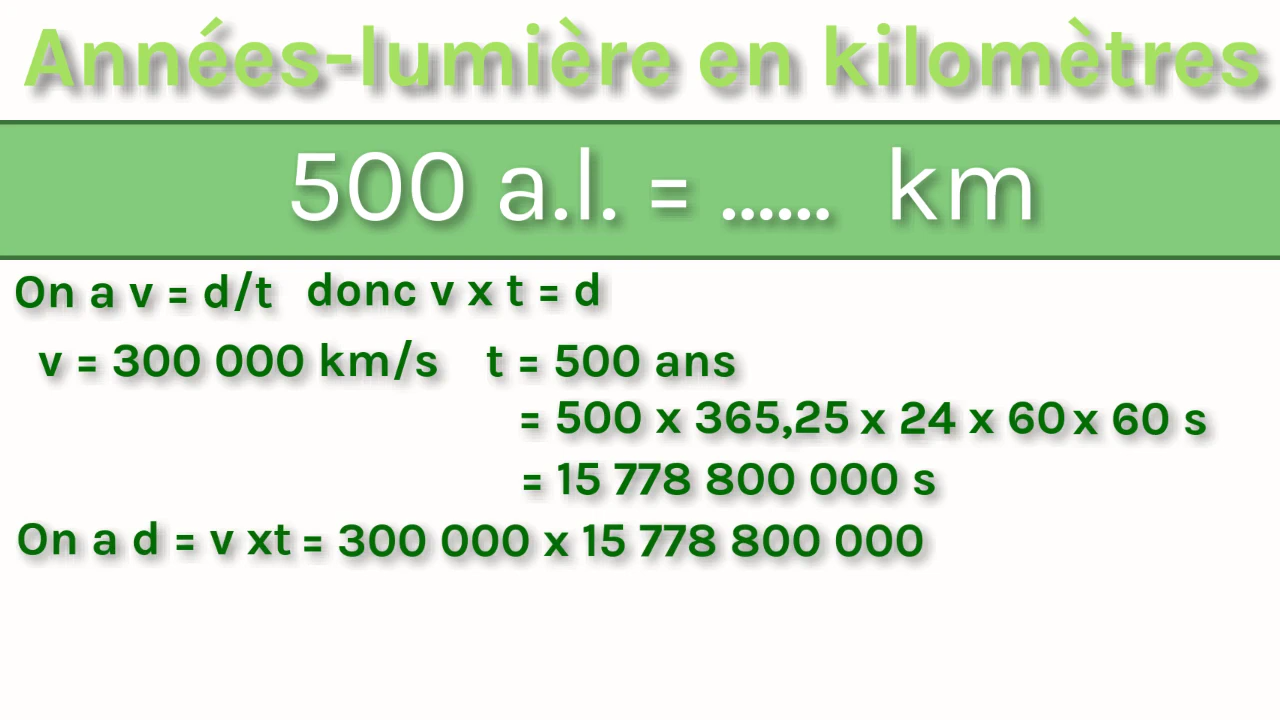 Années-lumière en kilomètres
500 a.l. = ...... km
On a v = d/t donc v x t = d
v = 300 000 km/s t = 500 ans
= 500 x 365,25 x 24 x 60 x 60 s
= 15 778 800 000 s
On a d = v xt = 300 000 x 15 778 800 000